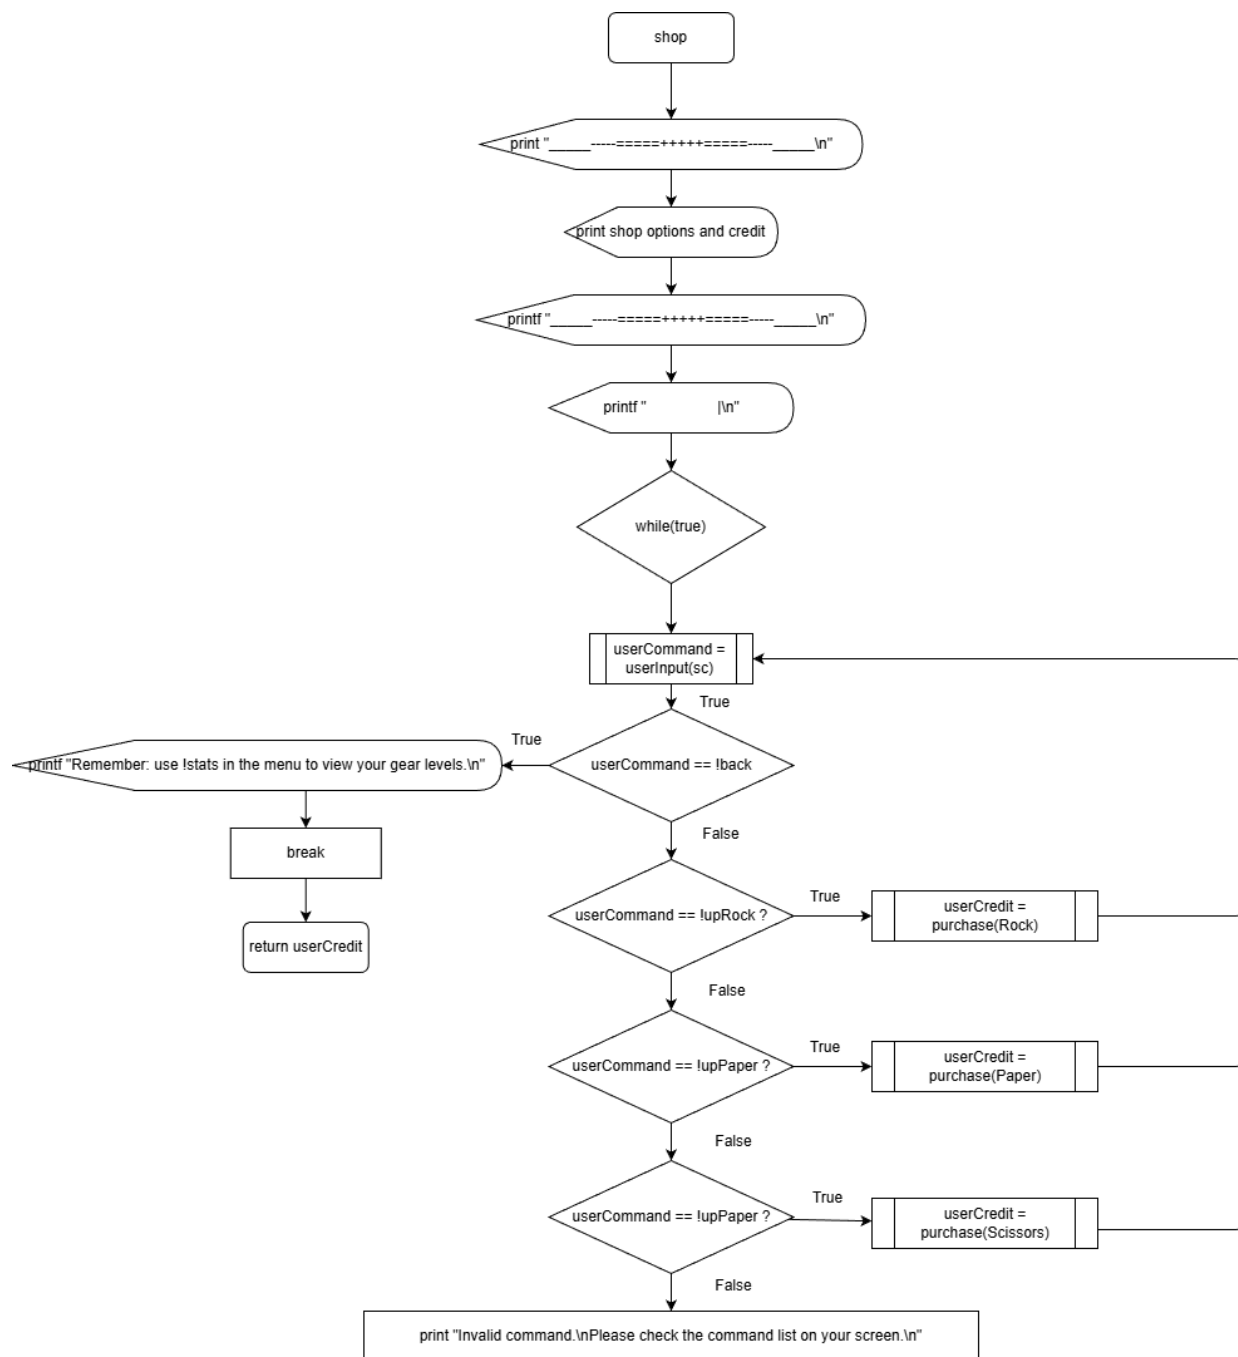 shop
print "_____-----=====+++++=====-----_____\n"
print shop options and credit
printf "_____-----=====+++++=====-----_____\n"
printf "                    |\n"
while(true)
userCommand =
userInput(sc)
True
True
printf "Remember: use !stats in the menu to view your gear levels.\n"
userCommand == !back
break
False
return userCredit
userCommand == !upRock ?
True
userCredit =
purchase(Rock)
False
userCommand == !upPaper ?
True
userCredit =
purchase(Paper)
False
userCommand == !upPaper ?
True
userCredit =
purchase(Scissors)
False
print "Invalid command.\nPlease check the command list on your screen.\n"